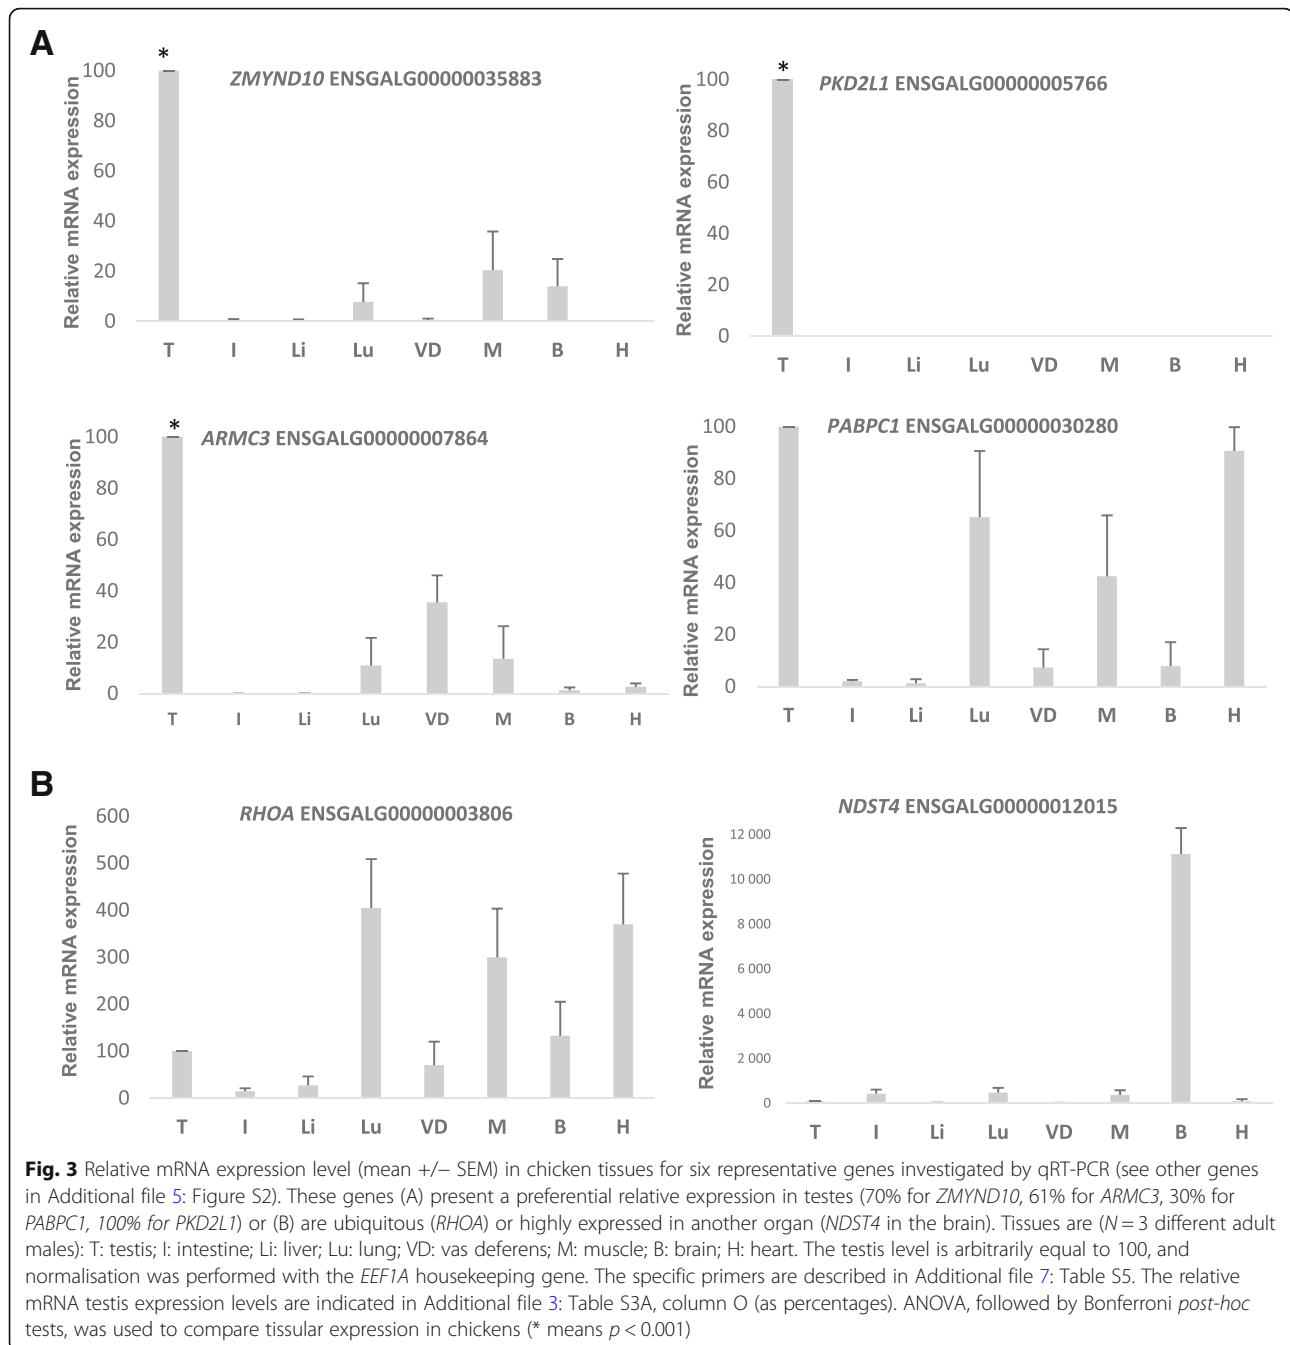 A
*
ZMYND10 ENSGALG00000035883
Relative mRNA expression
100
80
60
40
20
0
T I Li Lu VD M B H
*
PKD2L1 ENSGALG00000005766
Relative mRNA expression
100
80
60
40
20
0
T I Li Lu VD M B H
*
ARMC3 ENSGALG00000007864
Relative mRNA expression
100
80
60
40
20
0
T I Li Lu VD M B H
PABPC1 ENSGALG00000030280
Relative mRNA expression
100
80
60
40
20
0
T I Li Lu VD M B H
B
RHOA ENSGALG00000003806
Relative mRNA expression
600
500
400
300
200
100
0
T I Li Lu VD M B H
NDST4 ENSGALG00000012015
Relative mRNA expression
12 000
10 000
8 000
6 000
4 000
2 000
0
T I Li Lu VD M B H
Fig. 3 Relative mRNA expression level (mean +/− SEM) in chicken tissues for six representative genes investigated by qRT-PCR (see other genes
in Additional file 5: Figure S2). These genes (A) present a preferential relative expression in testes (70% for ZMYND10, 61% for ARMC3, 30% for
PABPC1, 100% for PKD2L1) or (B) are ubiquitous (RHOA) or highly expressed in another organ (NDST4 in the brain). Tissues are (N = 3 different adult
males): T: testis; I: intestine; Li: liver; Lu: lung; VD: vas deferens; M: muscle; B: brain; H: heart. The testis level is arbitrarily equal to 100, and
normalisation was performed with the EEF1A housekeeping gene. The specific primers are described in Additional file 7: Table S5. The relative
mRNA testis expression levels are indicated in Additional file 3: Table S3A, column O (as percentages). ANOVA, followed by Bonferroni post-hoc
tests, was used to compare tissular expression in chickens (* means p < 0.001)